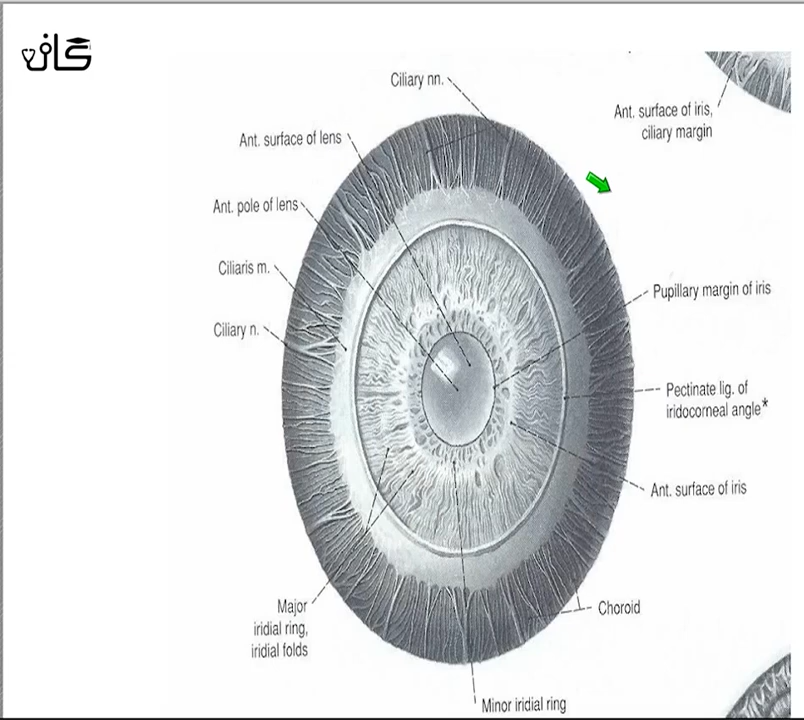 گاف
Ciliary nn.
Ant. surface of lens
Ant. pole of lens
Ciliaris m.
Ciliary n.
Major
iridial ring,
iridial folds
Ant. surface of iris,
ciliary margin
Pupillary margin of iris
Pectinate lig. of
iridocorneal angle*
Ant. surface of iris
Choroid
Minor iridial ring